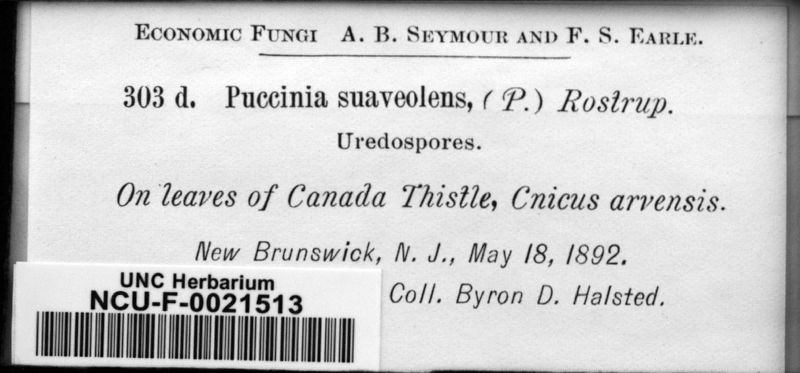 Economic Fungi A. B. Seymour and F. S. Earle.
303 d. Puccinia suaveolens, (P.) Rostrup.
Uredospores.
On leaves of Canada Thistle, Cnicus arvensis.
New Brunswick, N. J., May 18, 1892.
Coll. Byron D. Halsted.
UNC Herbarium
NCU-F-0021513